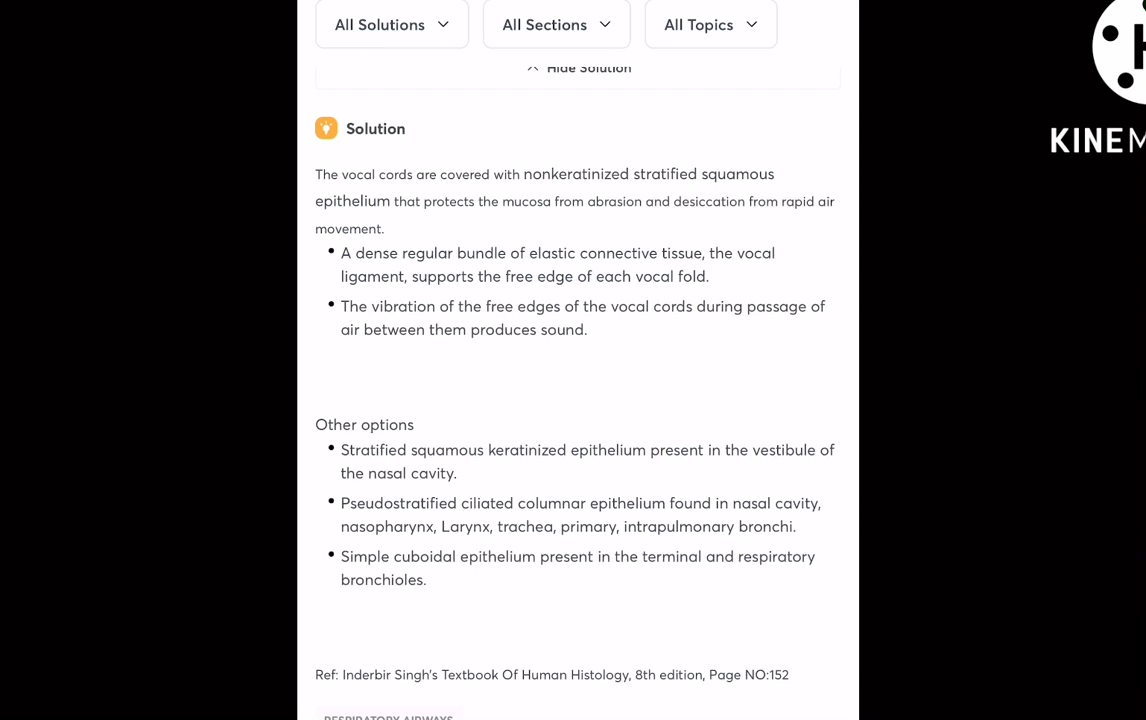 All Solutions
All Sections
All Topics
Hide Solution
Solution
The vocal cords are covered with nonkeratinized stratified squamous
epithelium that protects the mucosa from abrasion and desiccation from rapid air
movement.
• A dense regular bundle of elastic connective tissue, the vocal
ligament, supports the free edge of each vocal fold.
• The vibration of the free edges of the vocal cords during passage of
air between them produces sound.
Other options
• Stratified squamous keratinized epithelium present in the vestibule of
the nasal cavity.
• Pseudostratified ciliated columnar epithelium found in nasal cavity,
nasopharynx, Larynx, trachea, primary, intrapulmonary bronchi.
• Simple cuboidal epithelium present in the terminal and respiratory
bronchioles.
Ref: Inderbir Singh's Textbook Of Human Histology, 8th edition, Page NO:152
RESPIRATORY AIRWAYS
KINEM